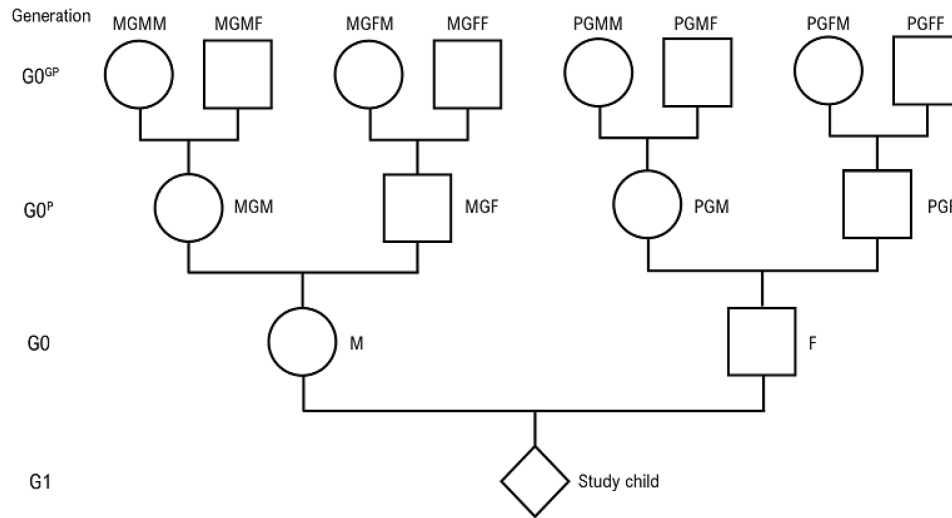 Generation
MGMM MGMF MGFM MGFF PGMM PGMF PGFM PGFF
G0ᴳᴾ
G0ᴾ MGM MGF PGM
G0 M F
G1 Study child